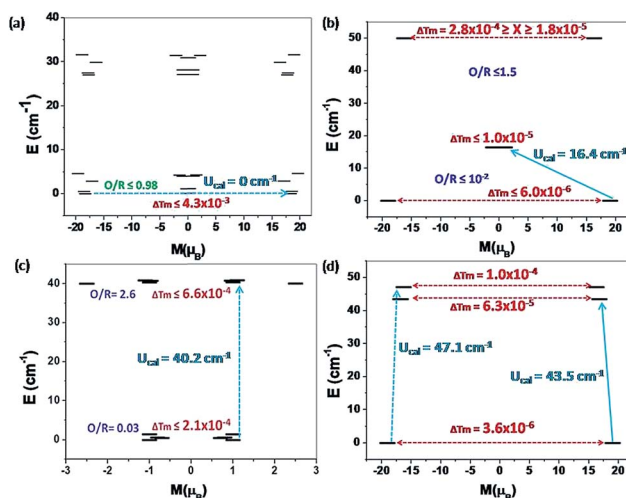 (a)
E (cm⁻¹)
40
30
20
10
0
O/R ≤ 0.98
U_cal = 0 cm⁻¹
ΔTm ≤ 4.3x10⁻³
-20 -15 -10 -5 0 5 10 15 20
M(μ_B)
(b)
E (cm⁻¹)
50
40
30
20
10
0
ΔTm = 2.8x10⁻⁴ ≥ X ≥ 1.8x10⁻⁵
O/R ≤1.5
ΔTm ≤ 1.0x10⁻⁵
U_cal = 16.4 cm⁻¹
O/R ≤10⁻²
ΔTm ≤ 6.0x10⁻⁶
-20 -15 -10 -5 0 5 10 15 20
M(μ_B)
(c)
E (cm⁻¹)
40
30
20
10
0
O/R= 2.6
ΔTm ≤ 6.6x10⁻⁴
U_cal = 40.2 cm⁻¹
O/R= 0.03
ΔTm ≤ 2.1x10⁻⁴
-3 -2 -1 0 1 2 3
M(μ_B)
(d)
E (cm⁻¹)
50
40
30
20
10
0
ΔTm = 1.0x10⁻⁴
ΔTm = 6.3x10⁻⁵
U_cal = 47.1 cm⁻¹
U_cal = 43.5 cm⁻¹
ΔTm = 3.6x10⁻⁶
-20 -15 -10 -5 0 5 10 15 20
M(μ_B)